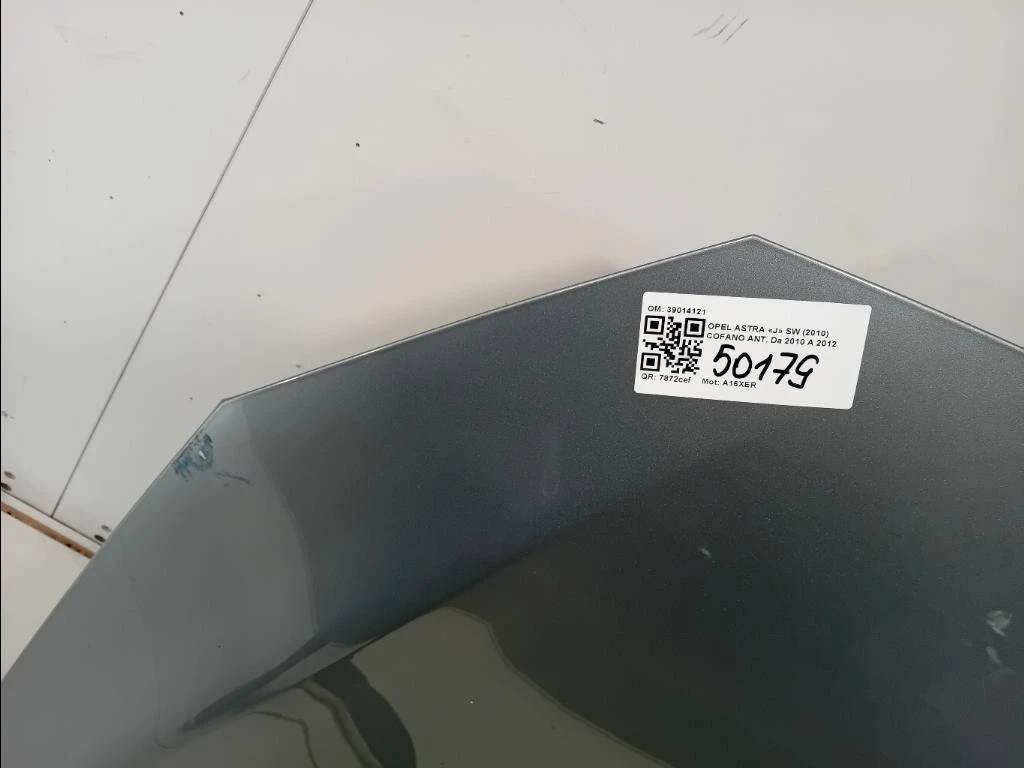 OM: 39014121
OPEL ASTRA «J» SW (2010)
COFANO ANT. Da 2010 A 2012
50179
QR: 7872cef Mot: A16XER